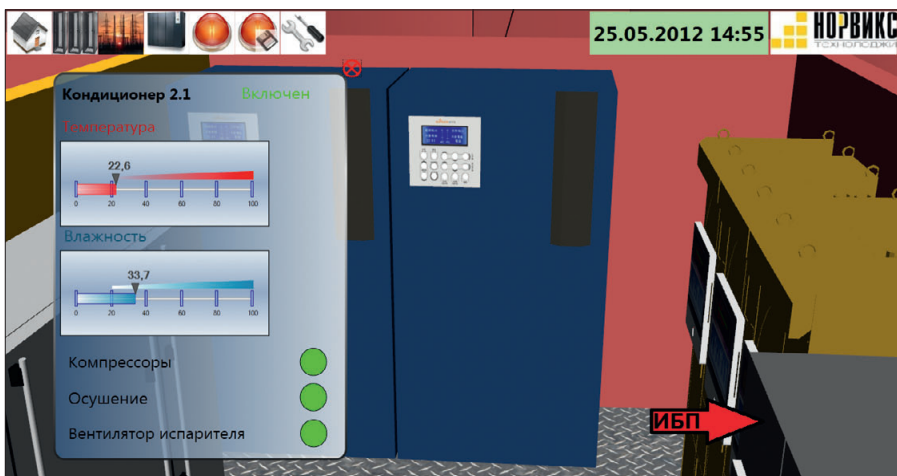 25.05.2012 14:55
НОРВИКС
ТЕХНОЛОДЖИ
Кондиционер 2.1 Включен
Температура
22,6
0 20 40 60 80 100
Влажность
33,7
0 20 40 60 80 100
Компрессоры
Осушение
Вентилятор испарителя
ИБП